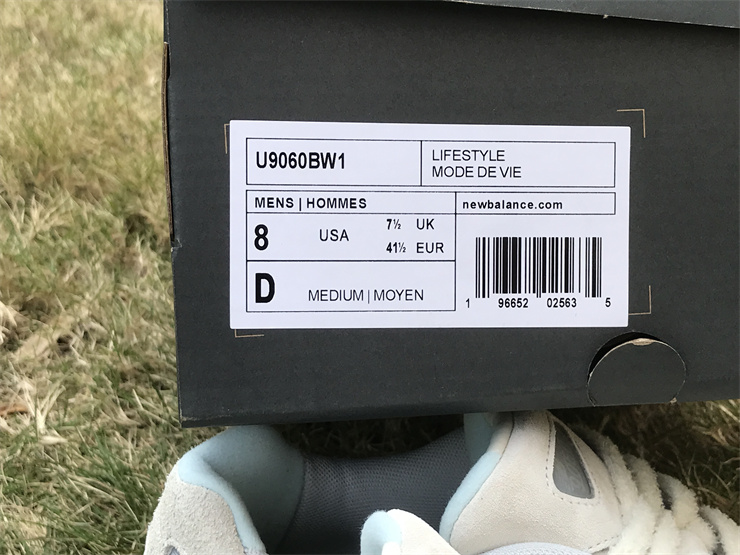 U9060BW1
LIFESTYLE
MODE DE VIE
MENS | HOMMES
newbalance.com
8 USA 7½ UK
41½ EUR
D MEDIUM | MOYEN
1 96652 02563 5